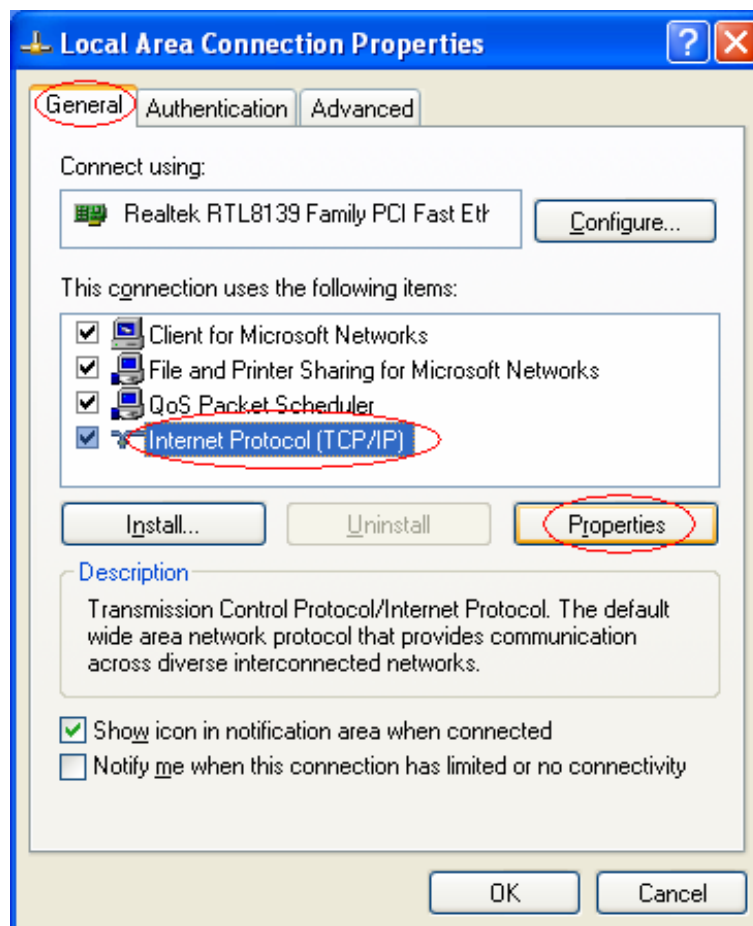 Local Area Connection Properties
General Authentication Advanced
Connect using:
Realtek RTL8139 Family PCI Fast Eth
Configure...
This connection uses the following items:
Client for Microsoft Networks
File and Printer Sharing for Microsoft Networks
QoS Packet Scheduler
Internet Protocol (TCP/IP)
Install... Uninstall Properties
Description
Transmission Control Protocol/Internet Protocol. The default
wide area network protocol that provides communication
across diverse interconnected networks.
Show icon in notification area when connected
Notify me when this connection has limited or no connectivity
OK Cancel